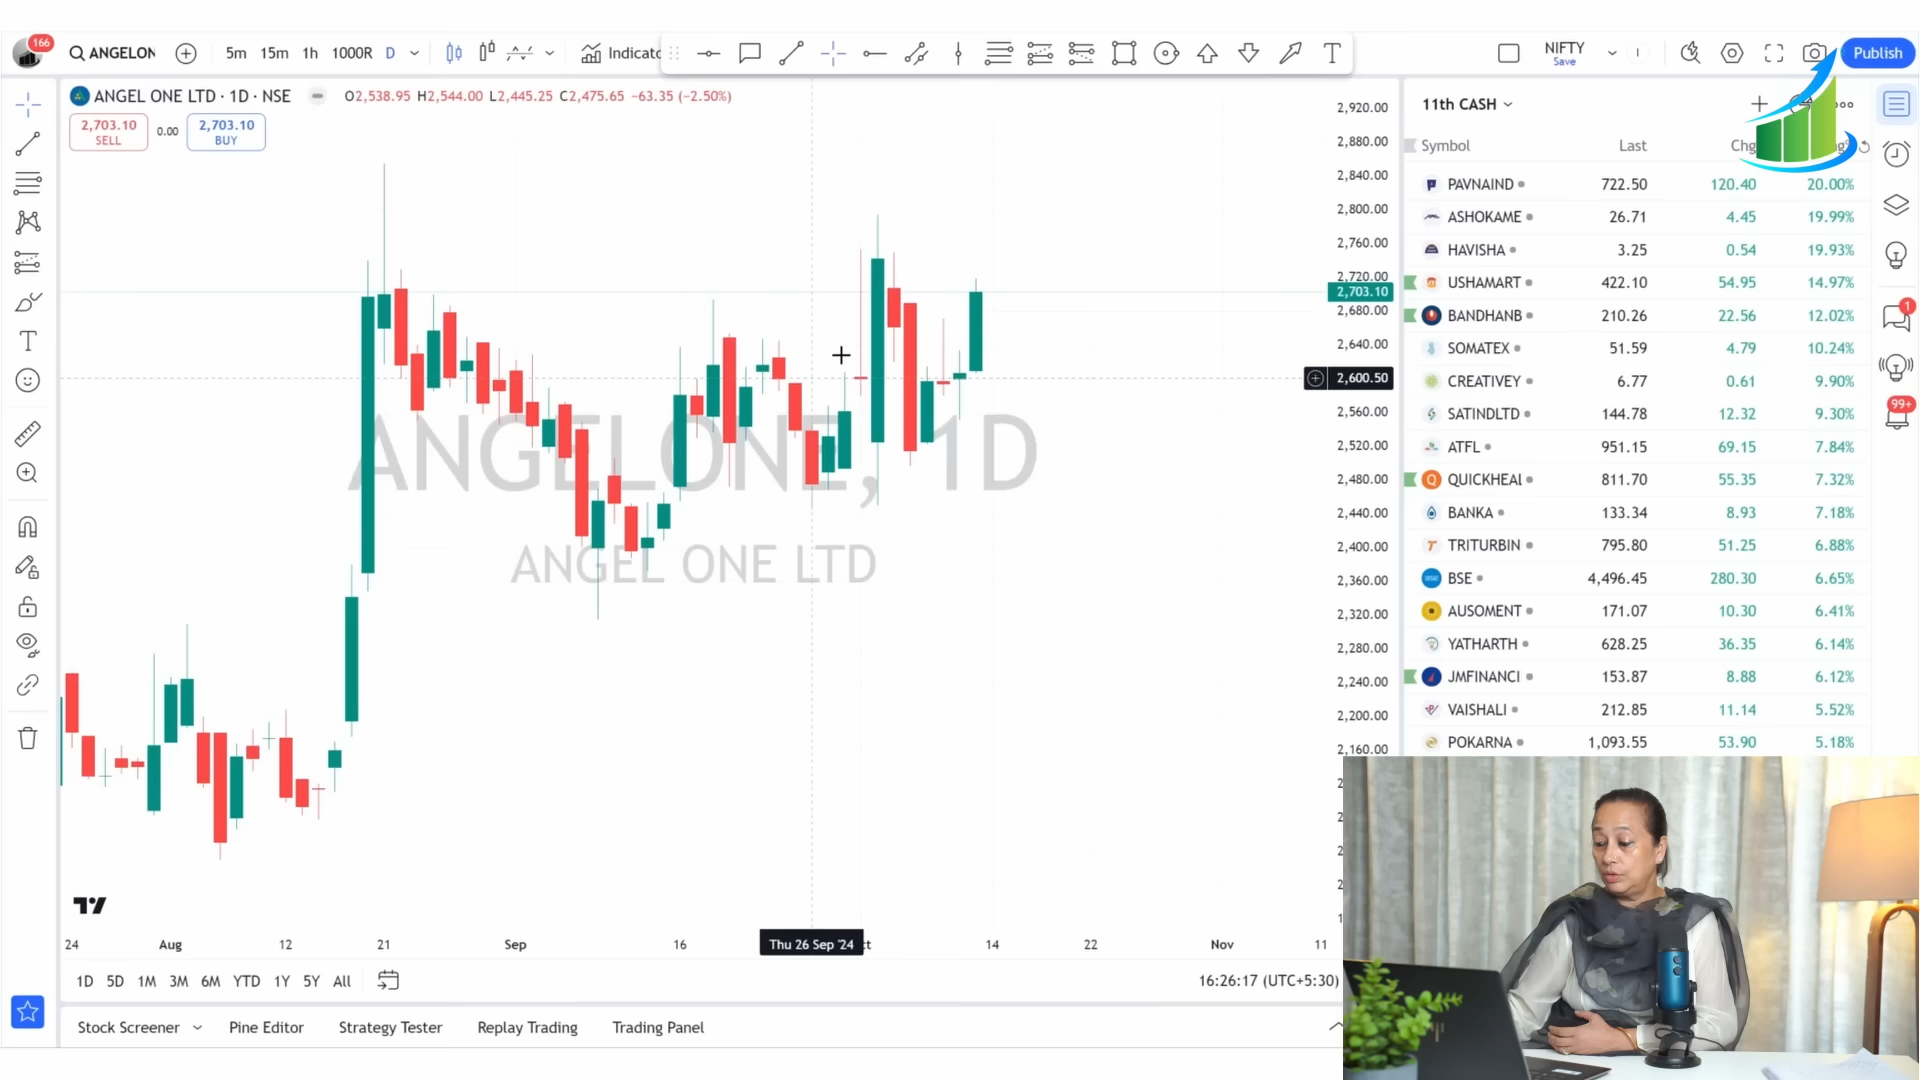 166
ANGELON
5m 15m 1h 1000R D
Indicato
NIFTY
Save
Publish
ANGEL ONE LTD · 1D · NSE
O2,538.95 H2,544.00 L2,445.25 C2,475.65 −63.35 (−2.50%)
2,703.10
SELL
0.00
2,703.10
BUY
ANGELONE, 1D
ANGEL ONE LTD
2,920.00
2,880.00
2,840.00
2,800.00
2,760.00
2,720.00
2,703.10
2,680.00
2,640.00
2,600.50
2,560.00
2,520.00
2,480.00
2,440.00
2,400.00
2,360.00
2,320.00
2,280.00
2,240.00
2,200.00
2,160.00
24 Aug 12 21 Sep 16 Thu 26 Sep '24 14 22 Nov 11
1D 5D 1M 3M 6M YTD 1Y 5Y All
16:26:17 (UTC+5:30)
Stock Screener Pine Editor Strategy Tester Replay Trading Trading Panel
11th CASH
Symbol Last Chg
PAVNAIND 722.50 120.40 20.00%
ASHOKAME 26.71 4.45 19.99%
HAVISHA 3.25 0.54 19.93%
USHAMART 422.10 54.95 14.97%
BANDHANB 210.26 22.56 12.02%
SOMATEX 51.59 4.79 10.24%
CREATIVEY 6.77 0.61 9.90%
SATINDLTD 144.78 12.32 9.30%
ATFL 951.15 69.15 7.84%
QUICKHEAL 811.70 55.35 7.32%
BANKA 133.34 8.93 7.18%
TRITURBIN 795.80 51.25 6.88%
BSE 4,496.45 280.30 6.65%
AUSOMENT 171.07 10.30 6.41%
YATHARTH 628.25 36.35 6.14%
JMFINANCI 153.87 8.88 6.12%
VAISHALI 212.85 11.14 5.52%
POKARNA 1,093.55 53.90 5.18%
1
99+